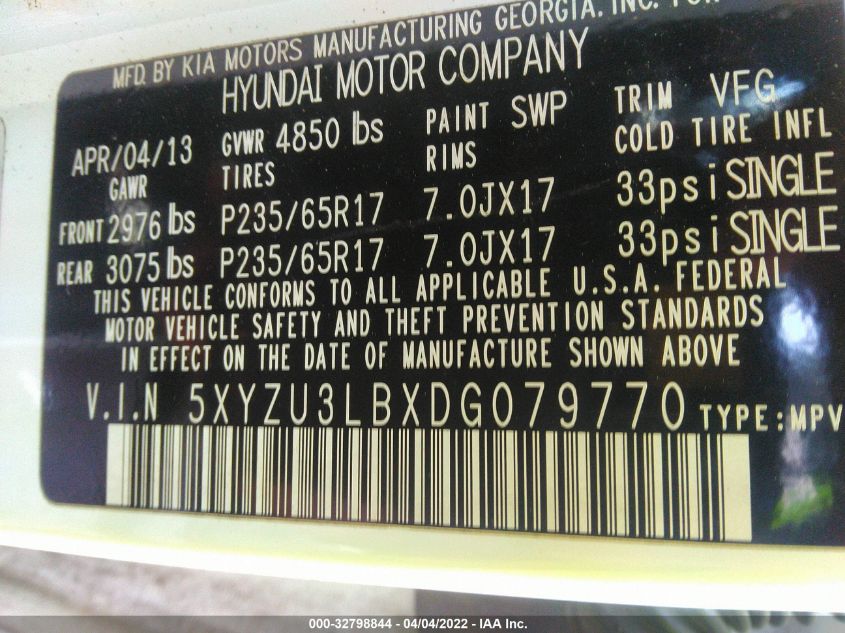 MFD. BY KIA MOTORS MANUFACTURING GEORGIA. INC. FOR
HYUNDAI MOTOR COMPANY
APR/04/13 GVWR 4850 lbs PAINT SWP TRIM VFG
GAWR TIRES RIMS COLD TIRE INFL
FRONT 2976 lbs P235/65R17 7.0JX17 33psi SINGLE
REAR 3075 lbs P235/65R17 7.0JX17 33psi SINGLE
THIS VEHICLE CONFORMS TO ALL APPLICABLE U.S.A. FEDERAL
MOTOR VEHICLE SAFETY AND THEFT PREVENTION STANDARDS
IN EFFECT ON THE DATE OF MANUFACTURE SHOWN ABOVE
V.I.N 5XYZU3LBXDG079770 TYPE:MPV
000-32798844 - 04/04/2022 - IAA Inc.